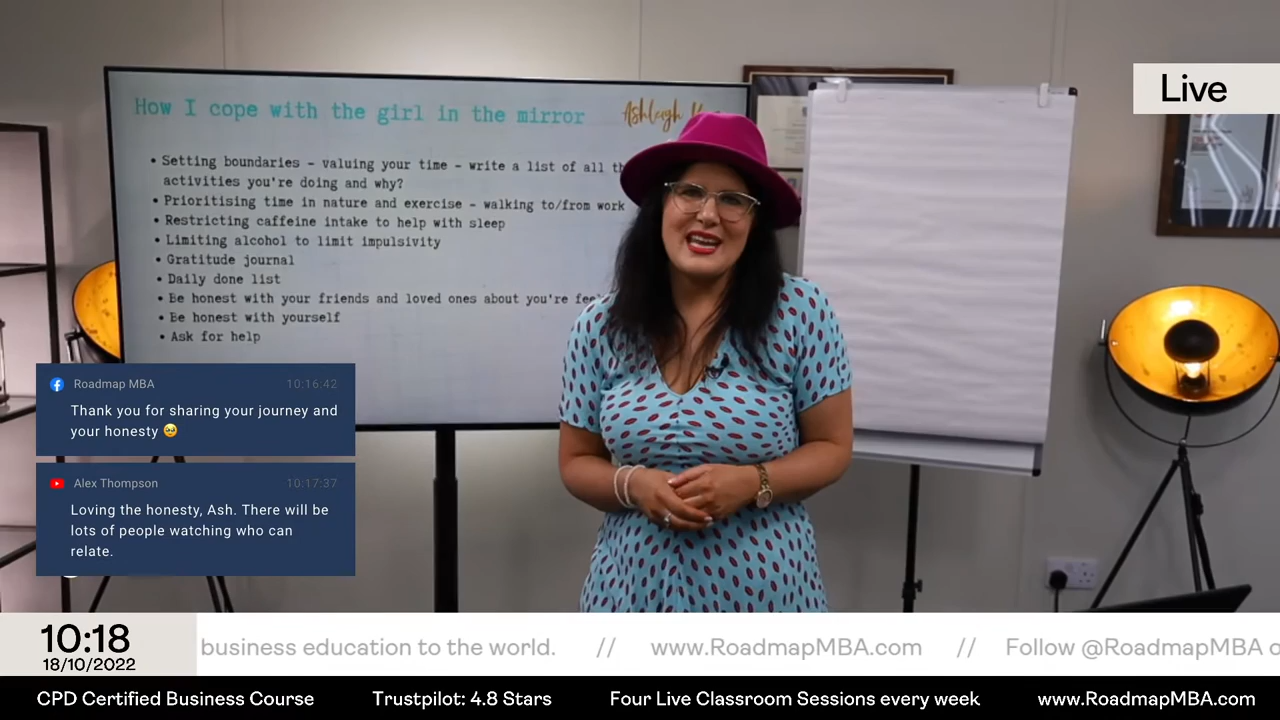 How I cope with the girl in the mirror
Ashleigh
• Setting boundaries - valuing your time - write a list of all
activities you're doing and why?
• Prioritising time in nature and exercise - walking to/from work
• Restricting caffeine intake to help with sleep
• Limiting alcohol to limit impulsivity
• Gratitude journal
• Daily done list
• Be honest with your friends and loved ones about you're
• Be honest with yourself
• Ask for help
Live
Roadmap MBA 10:16:42
Thank you for sharing your journey and
your honesty 🥹
Alex Thompson 10:17:37
Loving the honesty, Ash. There will be
lots of people watching who can
relate.
10:18
18/10/2022
business education to the world. // www.RoadmapMBA.com // Follow @RoadmapMBA
CPD Certified Business Course Trustpilot: 4.8 Stars Four Live Classroom Sessions every week www.RoadmapMBA.com